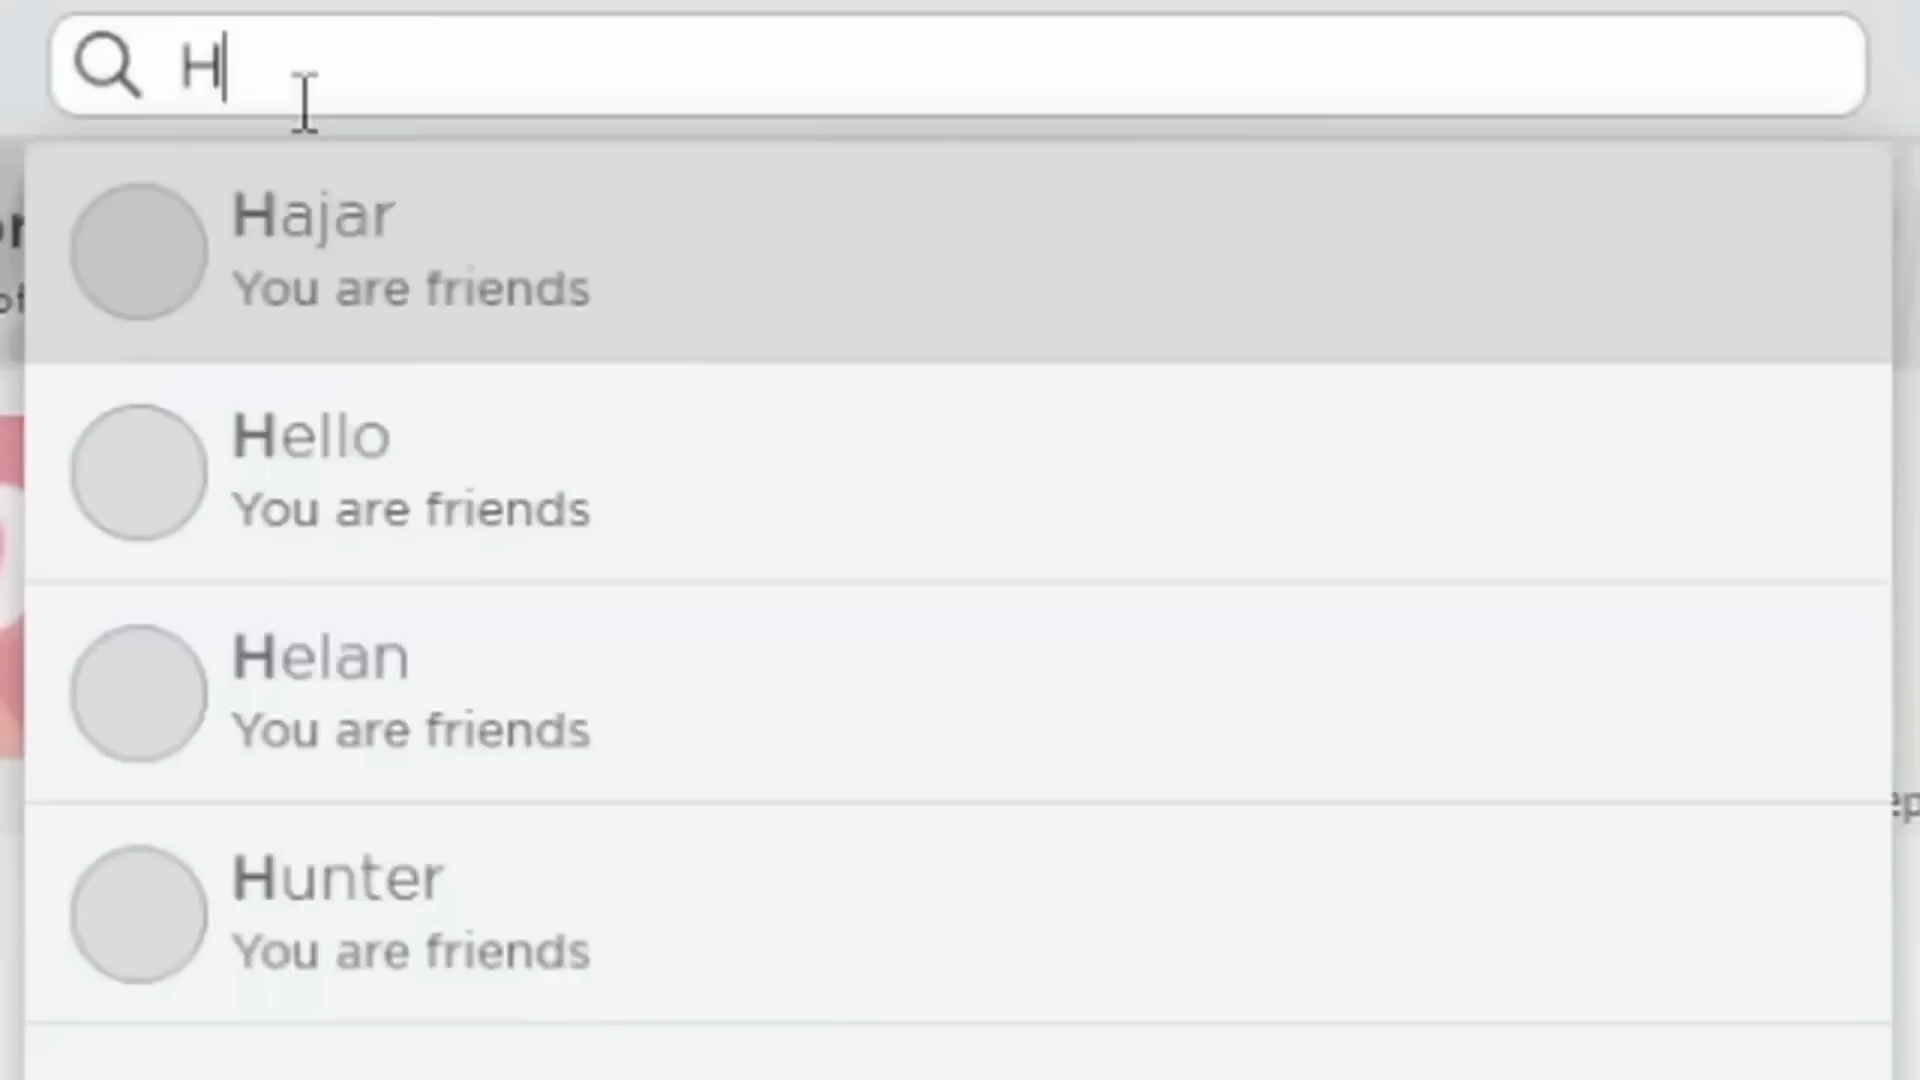 H
Hajar
You are friends
Hello
You are friends
Helan
You are friends
Hunter
You are friends